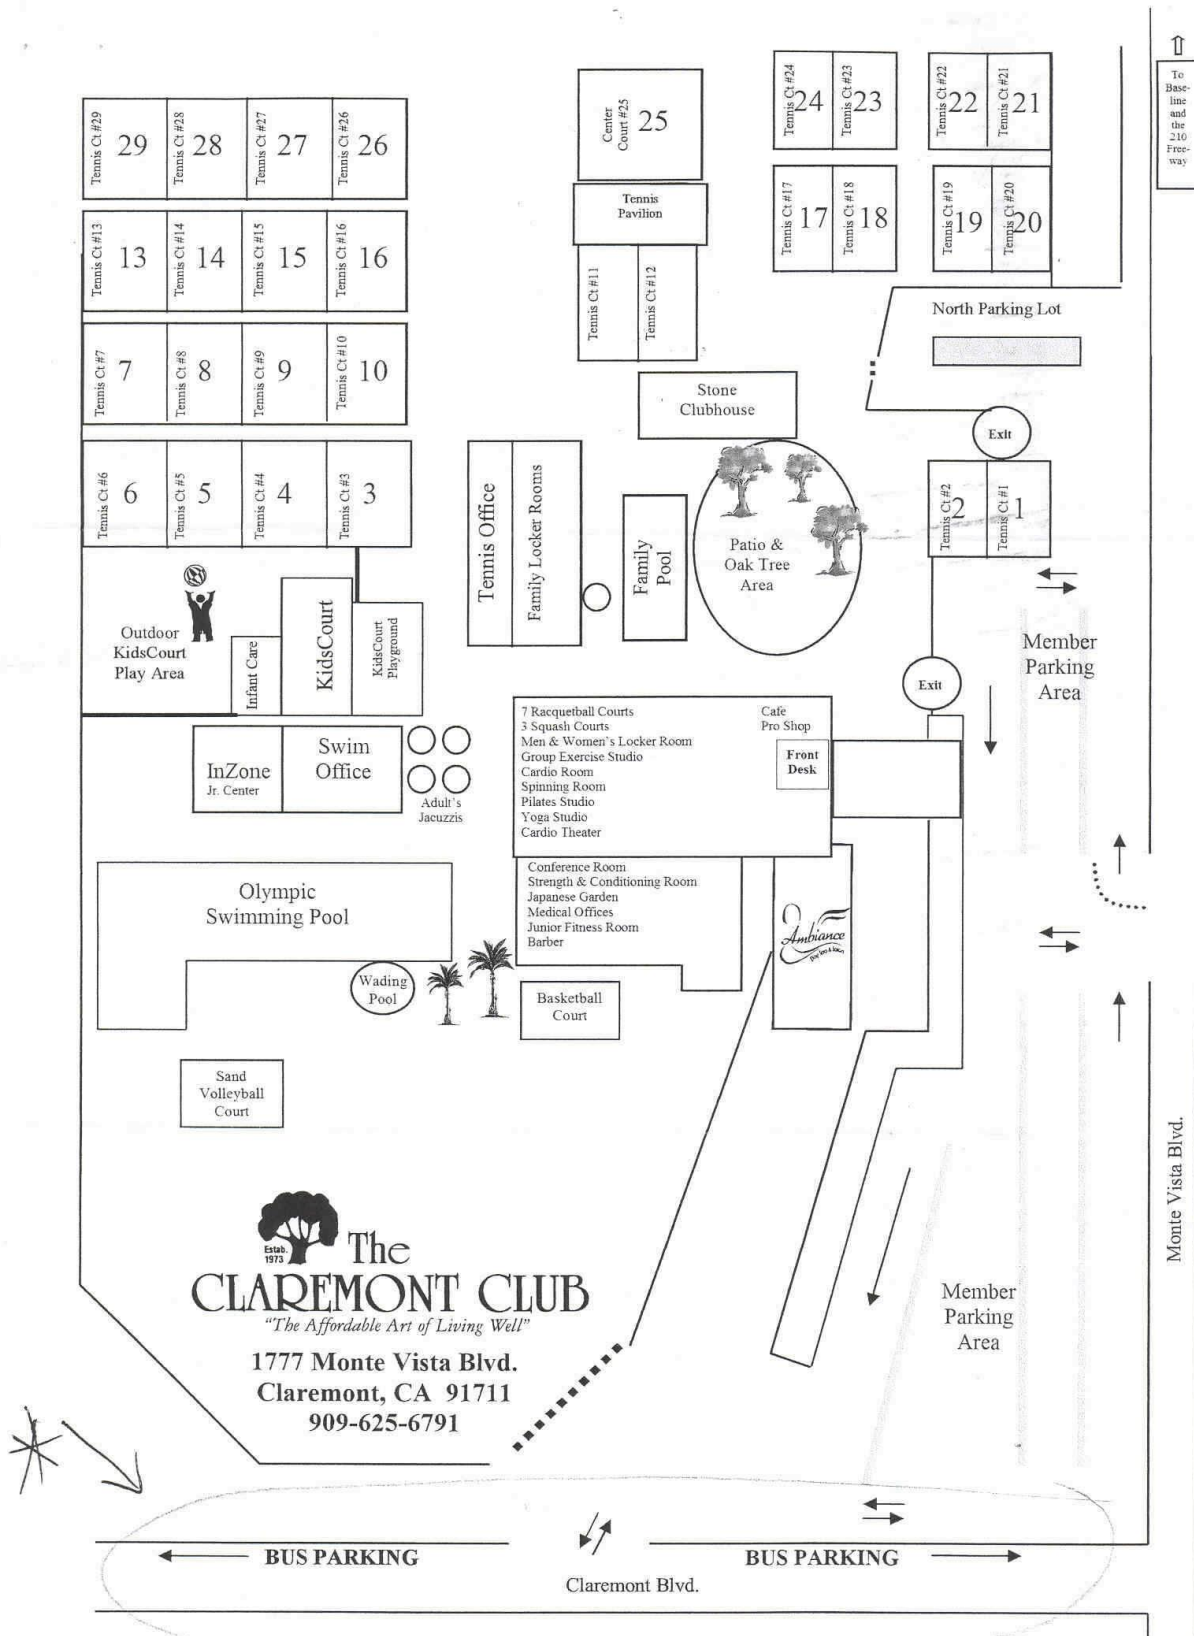 ⇧
To
Base-
line
and
the
210
Free-
way
Tennis Ct #29
29
Tennis Ct #28
28
Tennis Ct #27
27
Tennis Ct #26
26
Center
Court #25
25
Tennis Ct #24
24
Tennis Ct #23
23
Tennis Ct #22
22
Tennis Ct #21
21
Tennis Ct #13
13
Tennis Ct #14
14
Tennis Ct #15
15
Tennis Ct #16
16
Tennis
Pavilion
Tennis Ct #17
17
Tennis Ct #18
18
Tennis Ct #19
19
Tennis Ct #20
20
Tennis Ct #11
Tennis Ct #12
North Parking Lot
Tennis Ct #7
7
Tennis Ct #8
8
Tennis Ct #9
9
Tennis Ct #10
10
Stone
Clubhouse
Exit
Tennis Ct #6
6
Tennis Ct #5
5
Tennis Ct #4
4
Tennis Ct #3
3
Tennis Office
Family Locker Rooms
Family
Pool
Patio &
Oak Tree
Area
Tennis Ct #2
2
Tennis Ct #1
1
Outdoor
KidsCourt
Play Area
Infant Care
KidsCourt
KidsCourt
Playground
Member
Parking
Area
Exit
InZone
Jr. Center
Swim
Office
Adult's
Jacuzzis
7 Racquetball Courts
3 Squash Courts
Men & Women's Locker Room
Group Exercise Studio
Cardio Room
Spinning Room
Pilates Studio
Yoga Studio
Cardio Theater
Cafe
Pro Shop
Front
Desk
Conference Room
Strength & Conditioning Room
Japanese Garden
Medical Offices
Junior Fitness Room
Barber
Ambiance
Olympic
Swimming Pool
Wading
Pool
Basketball
Court
Sand
Volleyball
Court
Monte Vista Blvd.
Estab.
1973
The
CLAREMONT CLUB
"The Affordable Art of Living Well"
1777 Monte Vista Blvd.
Claremont, CA 91711
909-625-6791
Member
Parking
Area
BUS PARKING
BUS PARKING
Claremont Blvd.